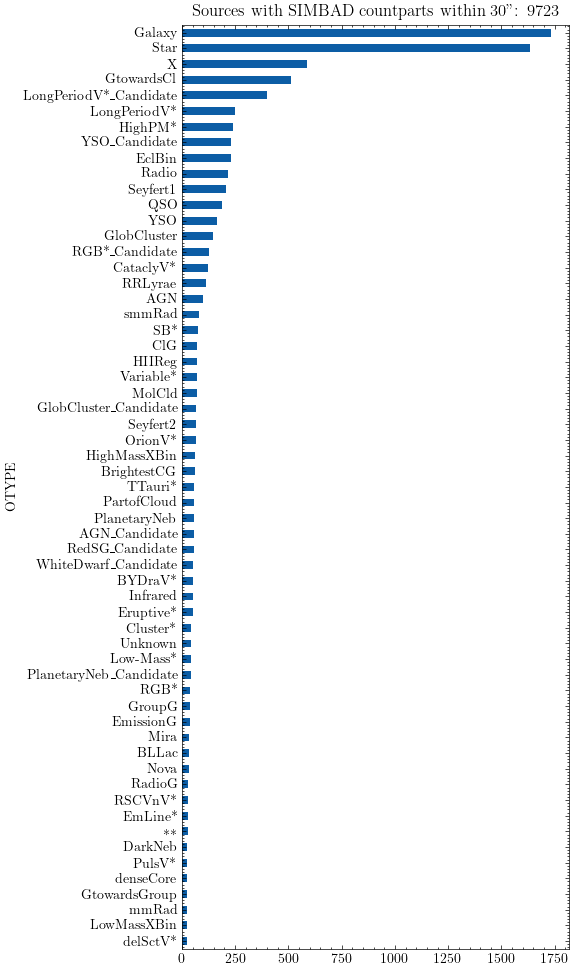 Sources with SIMBAD countparts within 30”: 9723
Galaxy
Star
X
GtowardsCl
LongPeriodV*_Candidate
LongPeriodV*
HighPM*
YSO_Candidate
EclBin
Radio
Seyfert1
QSO
YSO
GlobCluster
RGB*_Candidate
CataclyV*
RRLyrae
AGN
smmRad
SB*
ClG
HIIReg
Variable*
MolCld
GlobCluster_Candidate
Seyfert2
OrionV*
HighMassXBin
BrightestCG
TTauri*
PartofCloud
PlanetaryNeb
AGN_Candidate
RedSG_Candidate
WhiteDwarf_Candidate
BYDraV*
Infrared
Eruptive*
Cluster*
Unknown
Low-Mass*
PlanetaryNeb_Candidate
RGB*
GroupG
EmissionG
Mira
BLLac
Nova
RadioG
RSCVnV*
EmLine*
**
DarkNeb
PulsV*
denseCore
GtowardsGroup
mmRad
LowMassXBin
delSctV*
OTYPE
0 250 500 750 1000 1250 1500 1750